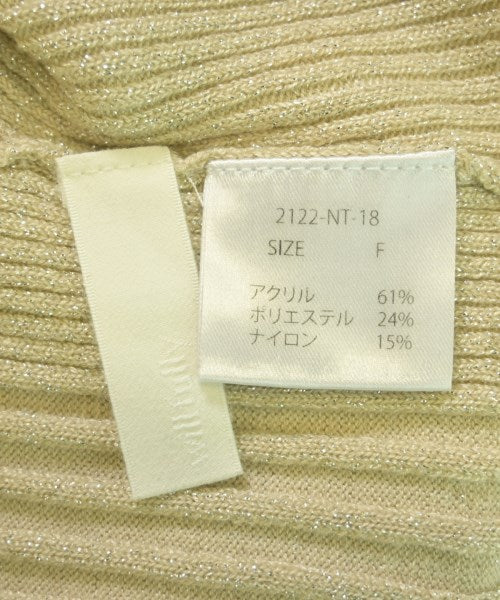 2122-NT-18
SIZE F
アクリル 61%
ポリエステル 24%
ナイロン 15%